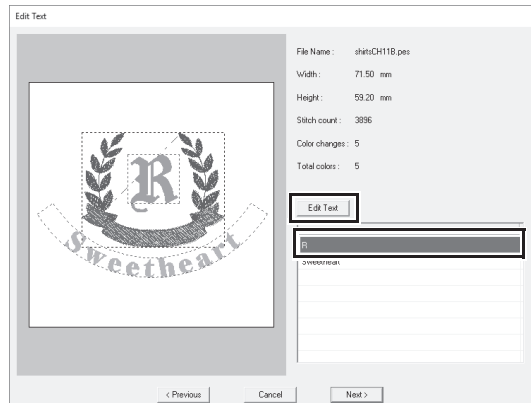 Edit Text
File Name : shirtsCH11B.pes
Width : 71.50 mm
Height : 59.20 mm
Stitch count : 3896
Color changes : 5
Total colors : 5
R
Sweetheart
Edit Text
R
Sweetheart
< Previous Cancel Next >